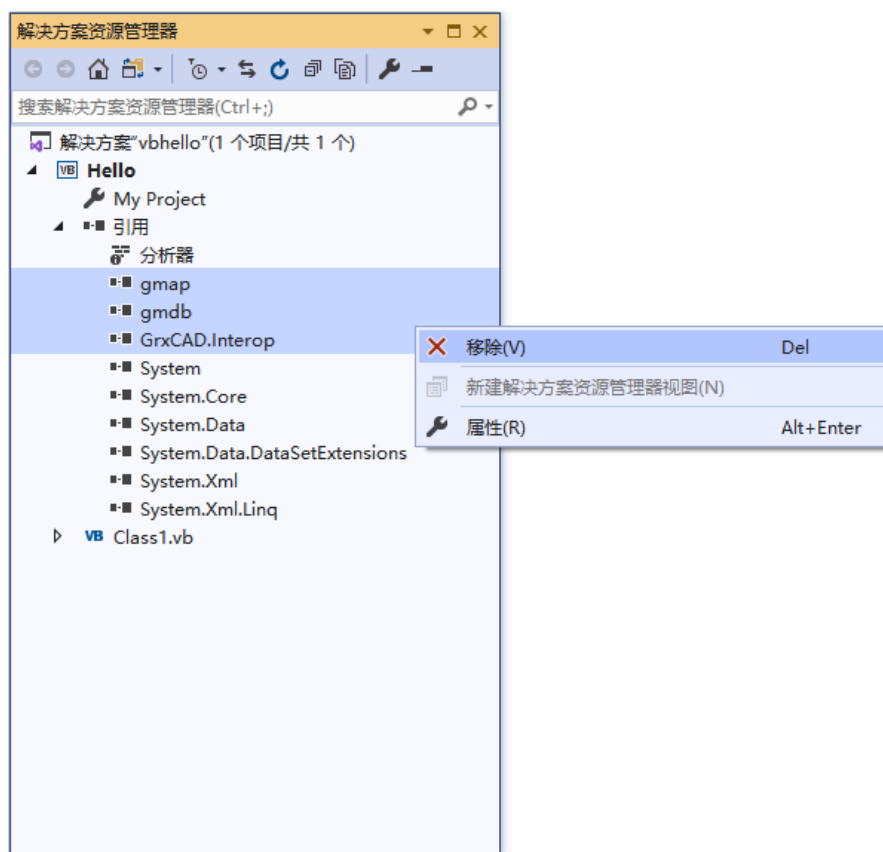 解决方案资源管理器
搜索解决方案资源管理器(Ctrl+;)
解决方案"vbhello"(1 个项目/共 1 个)
VB Hello
My Project
引用
分析器
gmap
gmdb
GrxCAD.Interop
System
System.Core
System.Data
System.Data.DataSetExtensions
System.Xml
System.Xml.Linq
VB Class1.vb
移除(V) Del
新建解决方案资源管理器视图(N)
属性(R) Alt+Enter